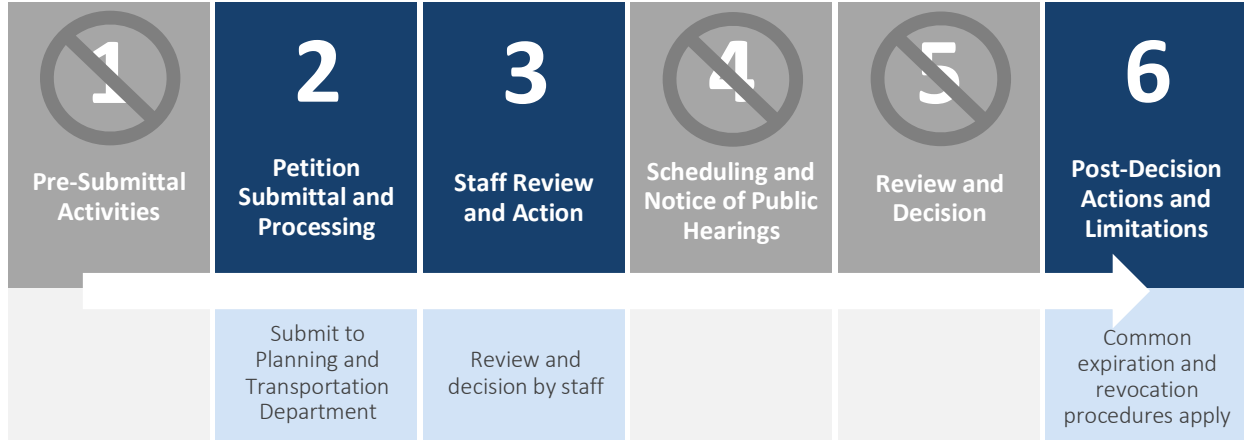 1
Pre-Submittal
Activities
2
Petition
Submittal and
Processing
Submit to
Planning and
Transportation
Department
3
Staff Review
and Action
Review and
decision by staff
4
Scheduling and
Notice of Public
Hearings
5
Review and
Decision
6
Post-Decision
Actions and
Limitations
Common
expiration and
revocation
procedures apply